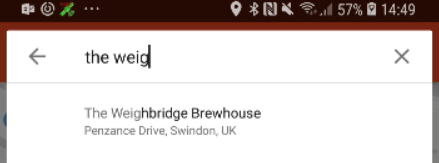 57% 14:49
the weig
The Weighbridge Brewhouse
Penzance Drive, Swindon, UK